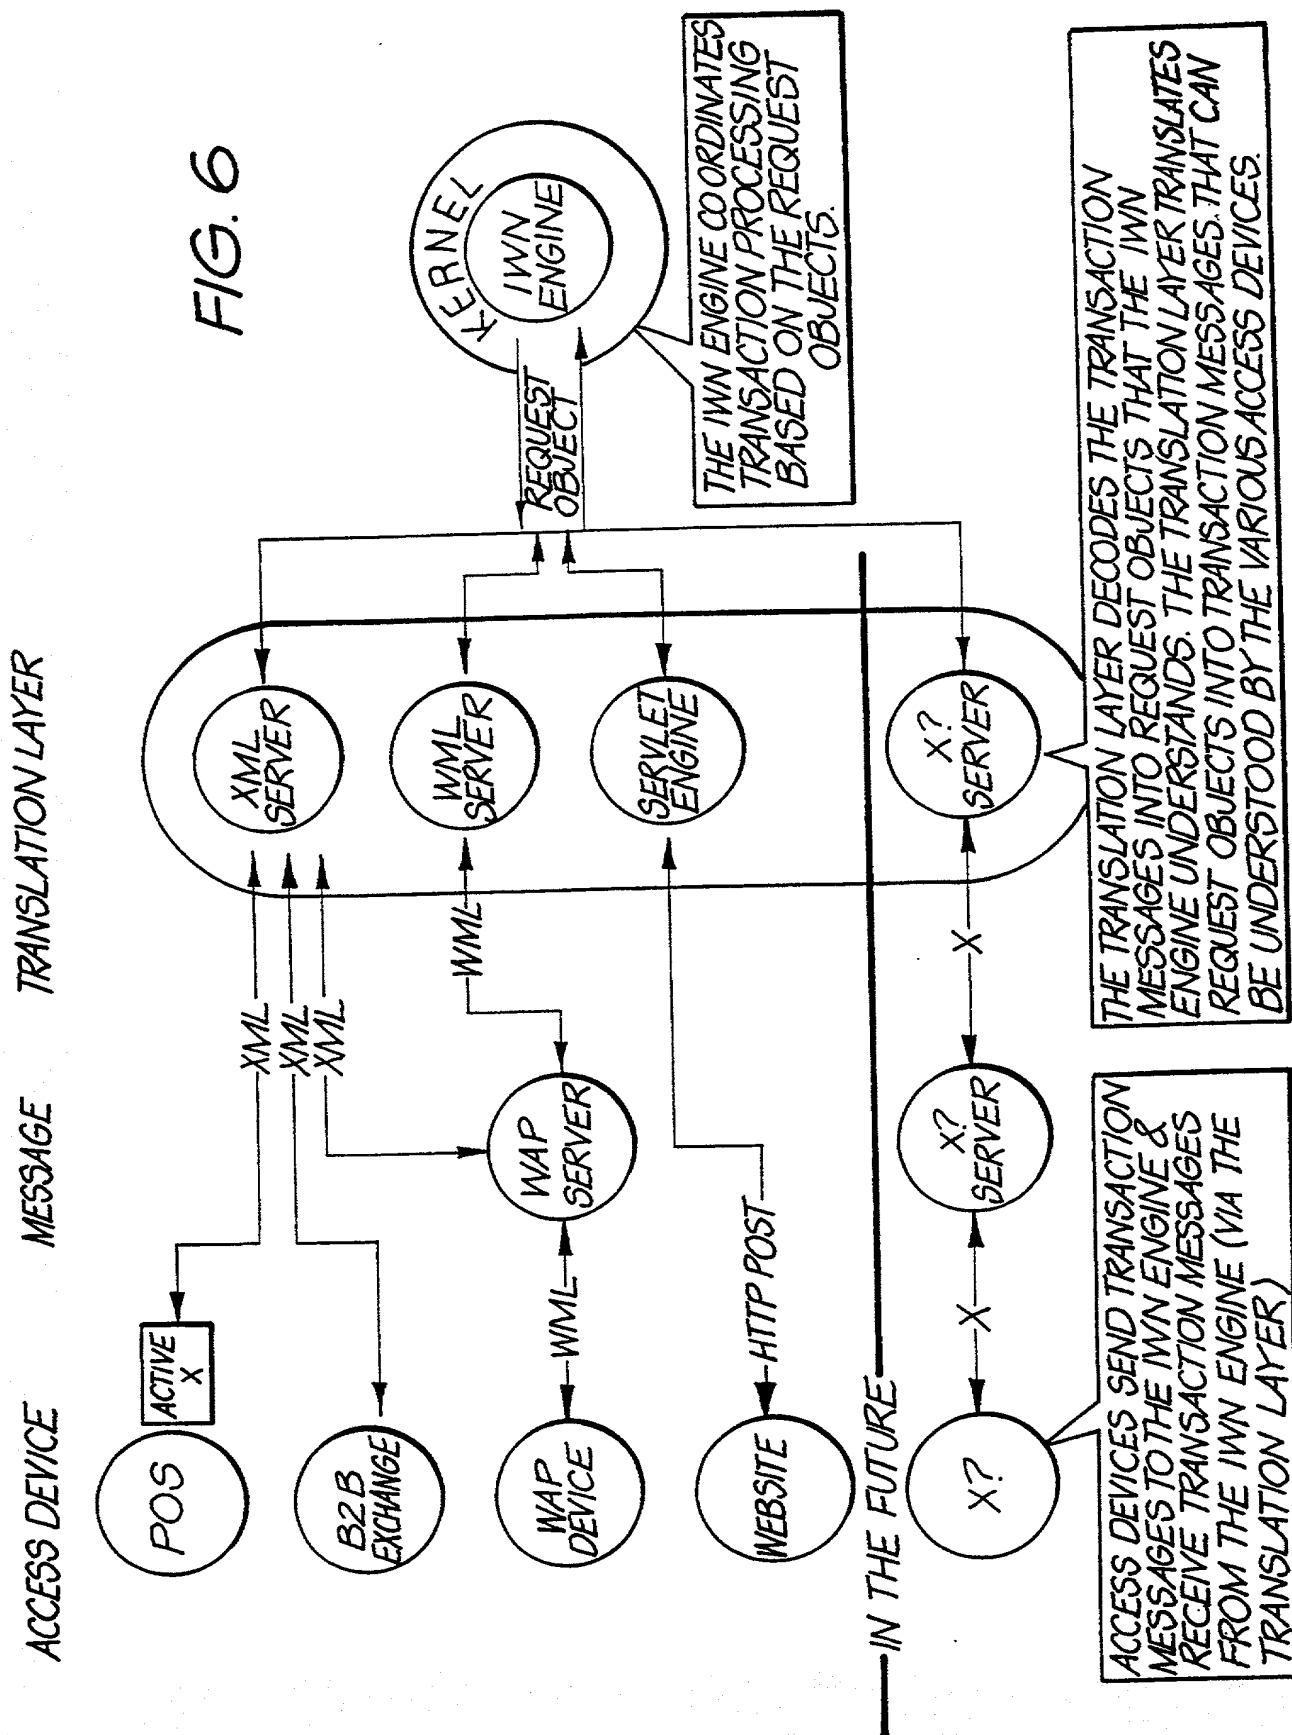 FIG. 6
ACCESS DEVICE
MESSAGE
TRANSLATION LAYER
POS
ACTIVE
X
XML
XML
XML
XML
SERVER
B2B
EXCHANGE
WAP
DEVICE
WML
WAP
SERVER
WML
WML
SERVER
WEBSITE
HTTP POST
SERVLET
ENGINE
REQUEST
OBJECT
KERNEL
IWN
ENGINE
THE IWN ENGINE COORDINATES
TRANSACTION PROCESSING
BASED ON THE REQUEST
OBJECTS.
IN THE FUTURE
X?
X
X?
SERVER
X
X?
SERVER
ACCESS DEVICES SEND TRANSACTION
MESSAGES TO THE IWN ENGINE &
RECEIVE TRANSACTION MESSAGES
FROM THE IWN ENGINE (VIA THE
TRANSLATION LAYER)
THE TRANSLATION LAYER DECODES THE TRANSACTION
MESSAGES INTO REQUEST OBJECTS THAT THE IWN
ENGINE UNDERSTANDS. THE TRANSLATION LAYER TRANSLATES
REQUEST OBJECTS INTO TRANSACTION MESSAGES THAT CAN
BE UNDERSTOOD BY THE VARIOUS ACCESS DEVICES.